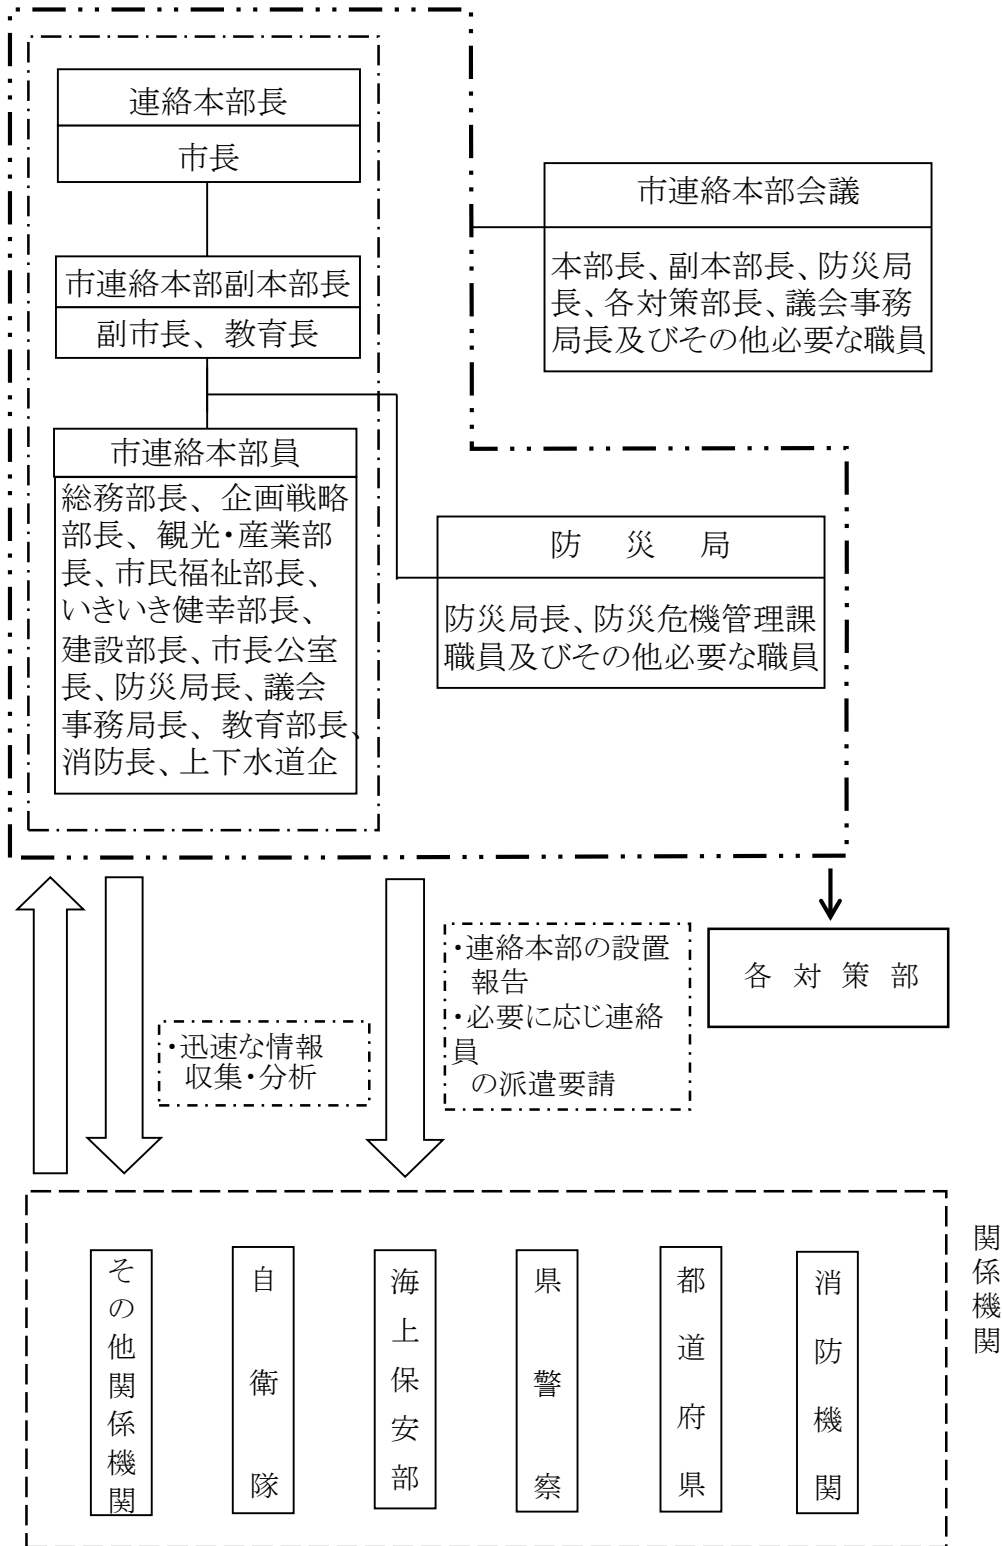 連絡本部長
市長
市連絡本部副本部長
副市長、教育長
市連絡本部員
総務部長、企画戦略
部長、観光・産業部
長、市民福祉部長、
いきいき健幸部長、
建設部長、市長公室
長、防災局長、議会
事務局長、教育部長、
消防長、上下水道企
市連絡本部会議
本部長、副本部長、防災局
長、各対策部長、議会事務
局長及びその他必要な職員
防 災 局
防災局長、防災危機管理課
職員及びその他必要な職員
・迅速な情報
収集・分析
・連絡本部の設置
報告
・必要に応じ連絡
員
の派遣要請
各 対 策 部
関係機関
その他関係機関
自衛隊
海上保安部
県警察
都道府県
消防機関